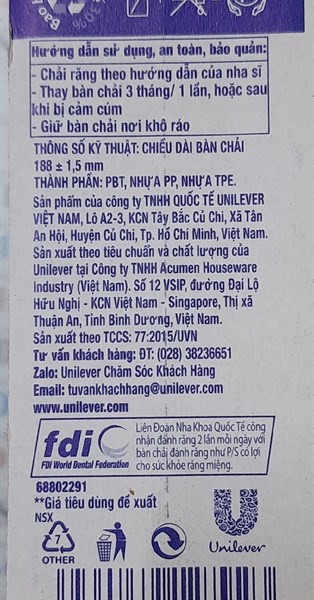 Hướng dẫn sử dụng, an toàn, bảo quản:
- Chải răng theo hướng dẫn của nha sĩ
- Thay bàn chải 3 tháng/ 1 lần, hoặc sau
khi bị cảm cúm
- Giữ bàn chải nơi khô ráo
THÔNG SỐ KỸ THUẬT: CHIỀU DÀI BÀN CHẢI
188 ± 1,5 mm
THÀNH PHẦN: PBT, NHỰA PP, NHỰA TPE.
Sản phẩm của công ty TNHH QUỐC TẾ UNILEVER
VIỆT NAM, Lô A2-3, KCN Tây Bắc Củ Chi, Xã Tân
An Hội, Huyện Củ Chi, Tp. Hồ Chí Minh, Việt Nam.
Sản xuất theo tiêu chuẩn và chất lượng của
Unilever tại Công ty TNHH Acumen Houseware
Industry (Việt Nam). Số 12 VSIP, đường Đại Lộ
Hữu Nghị - KCN Việt Nam - Singapore, Thị xã
Thuận An, Tỉnh Bình Dương, Việt Nam.
Sản xuất theo TCCS: 77:2015/UVN
Tư vấn khách hàng: ĐT: (028) 38236651
Zalo: Unilever Chăm Sóc Khách Hàng
Email: tuvankhachhang@unilever.com
www.unilever.com
fdi
FDI World Dental Federation
Liên Đoàn Nha Khoa Quốc Tế công
nhận đánh răng 2 lần mỗi ngày với
bàn chải đánh răng như P/S có lợi
cho sức khỏe răng miệng.
68802291
**Giá tiêu dùng đề xuất
NSX
7
OTHER
Unilever